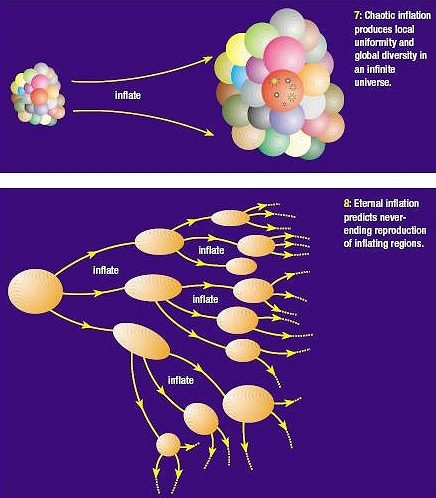 7: Chaotic inflation
produces local
uniformity and
global diversity in
an infinite
universe.
inflate
8: Eternal inflation
predicts never-
ending reproduction
of inflating regions.
inflate
inflate
inflate
inflate